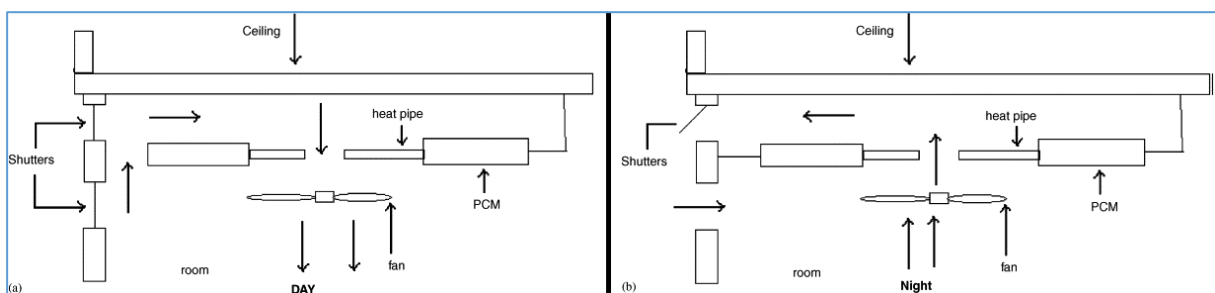 Ceiling
heat pipe
Shutters
PCM
fan
room
(a)
DAY
Ceiling
heat pipe
Shutters
PCM
fan
room
(b)
Night